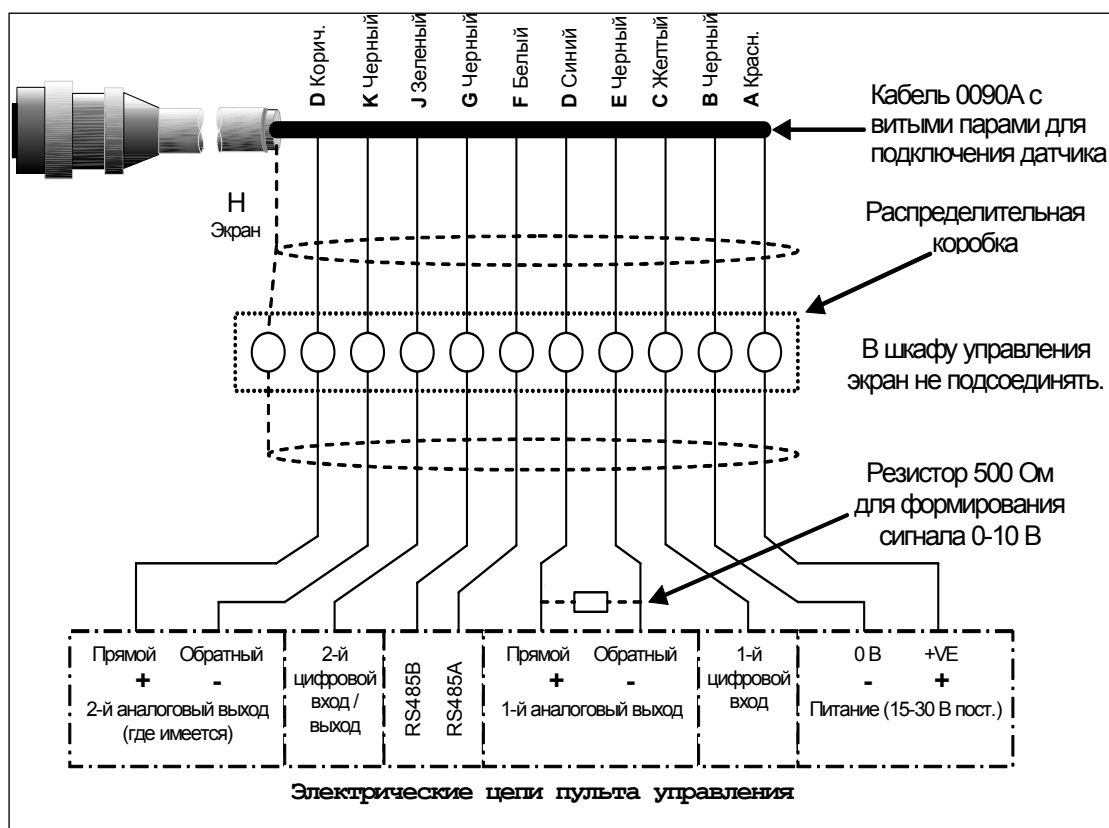 D Корич.
K Черный
J Зеленый
G Черный
F Белый
D Синий
E Черный
C Желтый
B Черный
A Красн.
Кабель 0090A с
витыми парами для
подключения датчика
H
Экран
Распределительная
коробка
В шкафу управления
экран не подсоединять.
Резистор 500 Ом
для формирования
сигнала 0-10 В
Прямой Обратный
+ -
2-й аналоговый выход
(где имеется)
2-й
цифровой
вход /
выход
RS485B
RS485A
Прямой Обратный
+ -
1-й аналоговый выход
1-й
цифровой
вход
0 В +VE
- +
Питание (15-30 В пост.)
Электрические цепи пульта управления